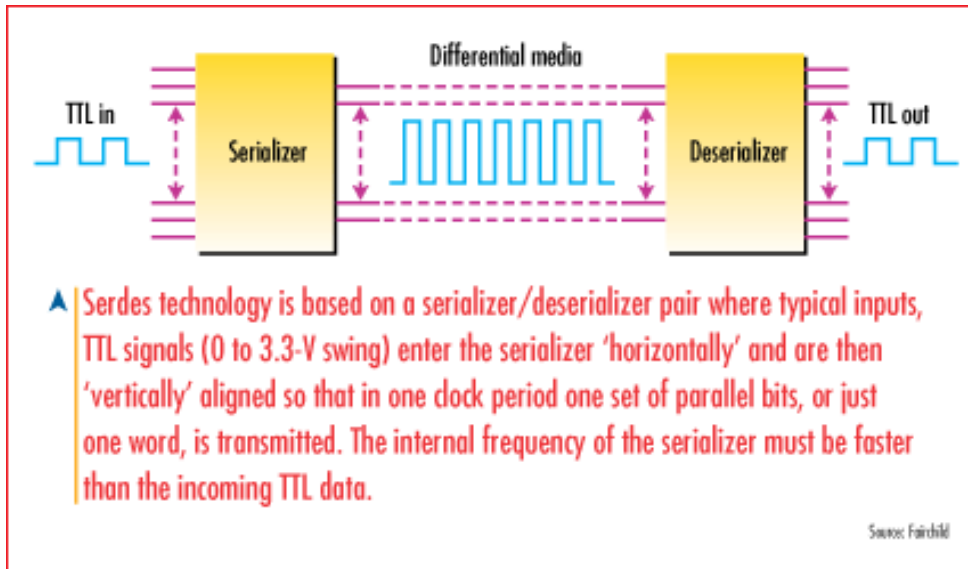 Differential media
TTL in
TTL out
Serializer
Deserializer
Serdes technology is based on a serializer/deserializer pair where typical inputs,
TTL signals (0 to 3.3-V swing) enter the serializer ‘horizontally’ and are then
‘vertically’ aligned so that in one clock period one set of parallel bits, or just
one word, is transmitted. The internal frequency of the serializer must be faster
than the incoming TTL data.
Source: Fairchild